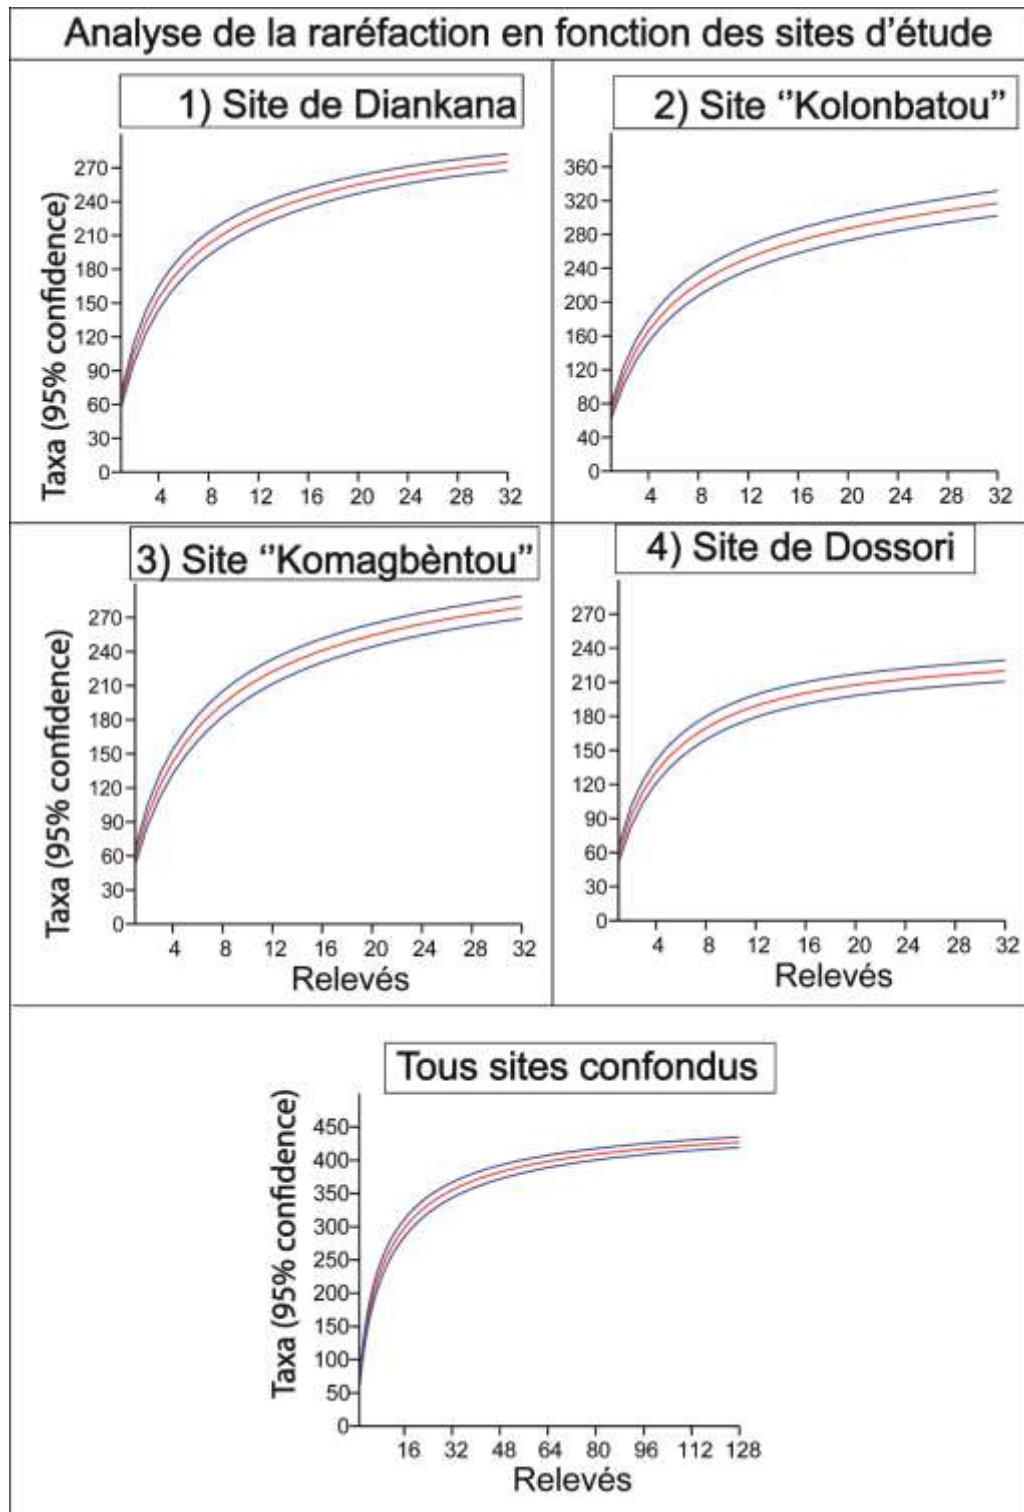 Analyse de la raréfaction en fonction des sites d'étude
1) Site de Diankana
Taxa (95% confidence)
270
240
210
180
150
120
90
60
30
0
4 8 12 16 20 24 28 32
2) Site ‘‘Kolonbatou’’
360
320
280
240
200
160
120
80
40
0
4 8 12 16 20 24 28 32
3) Site ‘‘Komagbèntou’’
Taxa (95% confidence)
270
240
210
180
150
120
90
60
30
0
4 8 12 16 20 24 28 32
Relevés
4) Site de Dossori
270
240
210
180
150
120
90
60
30
0
4 8 12 16 20 24 28 32
Relevés
Tous sites confondus
Taxa (95% confidence)
450
400
350
300
250
200
150
100
50
0
16 32 48 64 80 96 112 128
Relevés